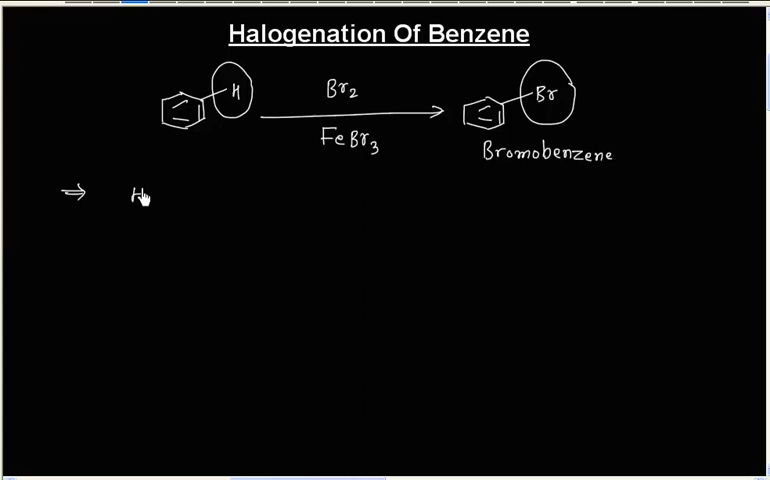 Halogenation Of Benzene
H Br2 Br
FeBr3
Bromobenzene
⇒ H